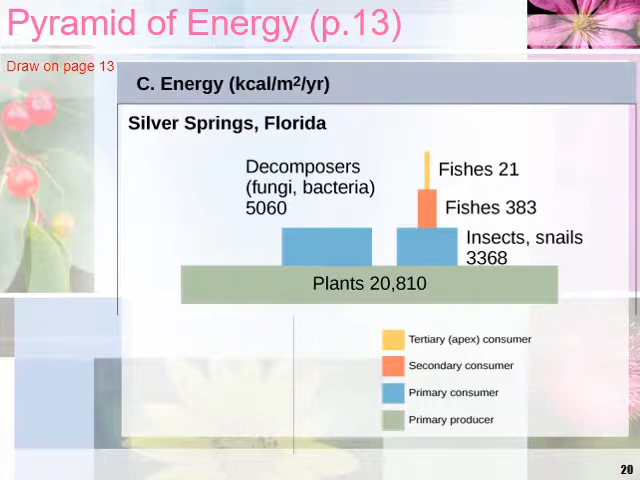 Pyramid of Energy (p.13)
Draw on page 13
C. Energy (kcal/m²/yr)
Silver Springs, Florida
Decomposers
(fungi, bacteria)
5060
Fishes 21
Fishes 383
Insects, snails
3368
Plants 20,810
Tertiary (apex) consumer
Secondary consumer
Primary consumer
Primary producer
20